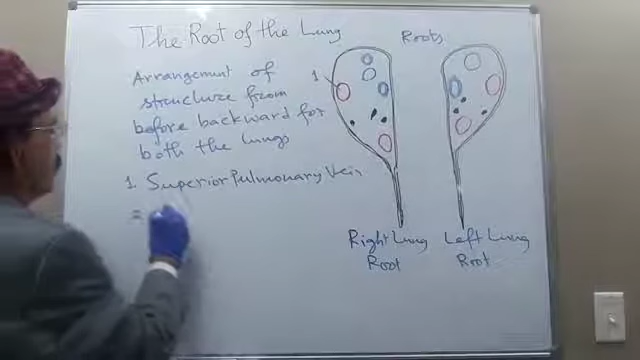 The Root of the Lung
Arrangement of
structure from
before backward for
both the lungs
1. Superior Pulmonary Vein
=
Roots
1
Right Lung
Root
Left Lung
Root